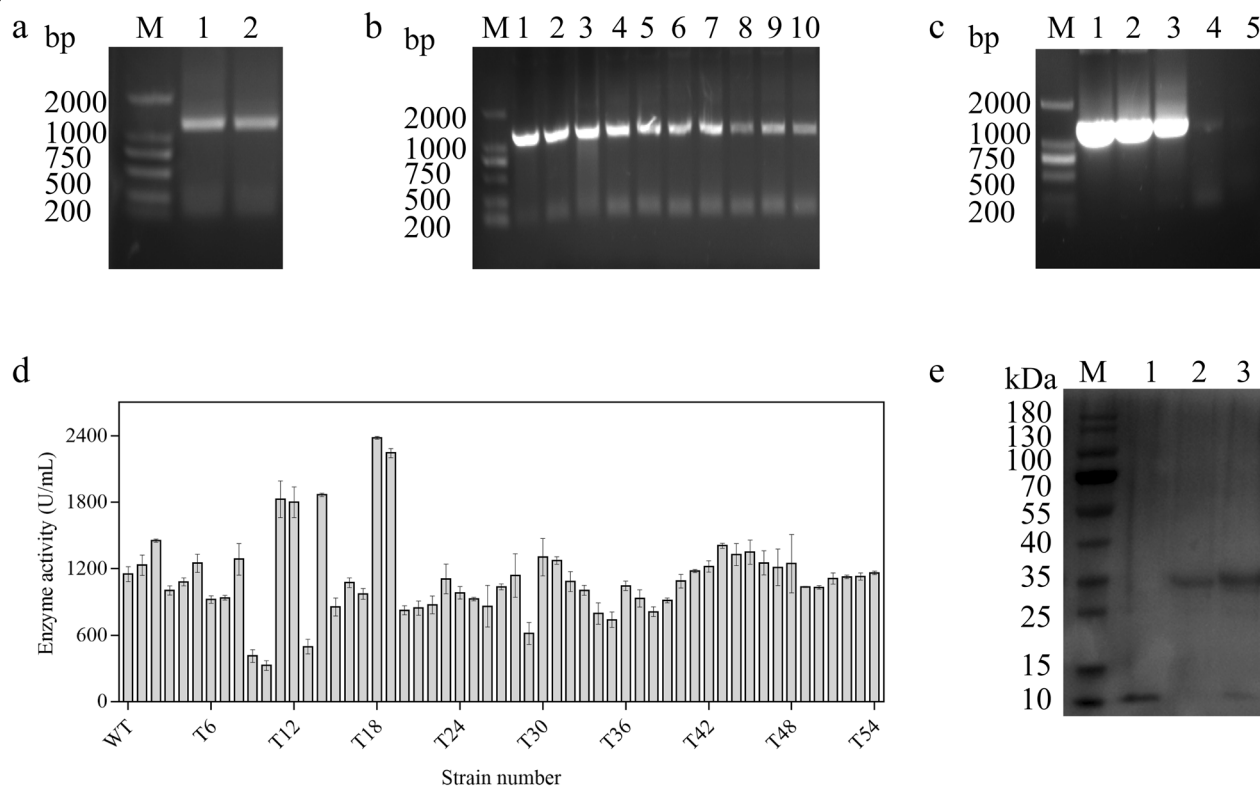 a
bp
M 1 2
2000
1000
750
500
200
b
bp
M 1 2 3 4 5 6 7 8 9 10
2000
1000
750
500
200
c
bp
M 1 2 3 4 5
2000
1000
750
500
200
d
Enzyme activity (U/mL)
2400
1800
1200
600
0
WT T6 T12 T18 T24 T30 T36 T42 T48 T54
Strain number
e
kDa
M 1 2 3
180
130
100
70
55
40
35
25
15
10